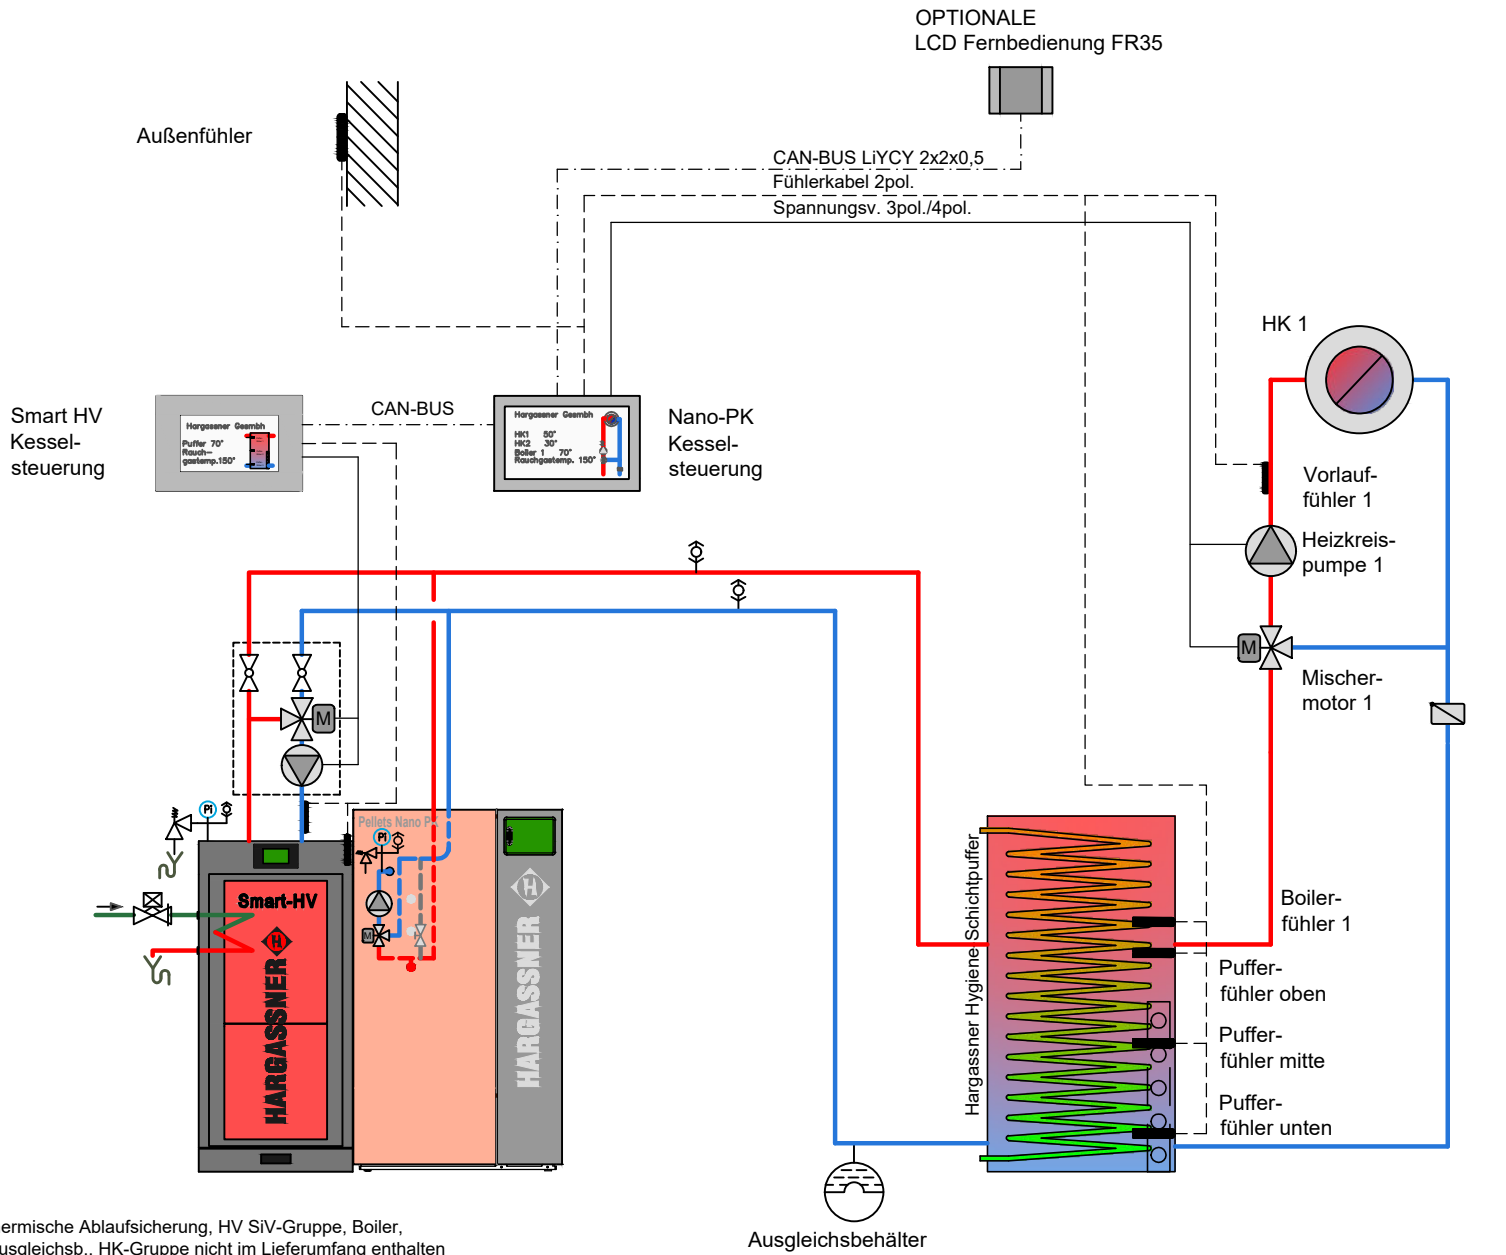 OPTIONALE
LCD Fernbedienung FR35
Außenfühler
CAN-BUS LiYCY 2x2x0,5
Fühlerkabel 2pol.
Spannungsv. 3pol./4pol.
HK 1
Smart HV
Kessel-
steuerung
Hargassner Gesmbh
Puffer 70°
Rauch-
gastemp.150°
CAN-BUS
Hargassner Gesmbh
HK1 50°
HK2 30°
Boiler 1 70°
Rauchgastemp. 150°
Nano-PK
Kessel-
steuerung
Vorlauf-
fühler 1
Heizkreis-
pumpe 1
M
Mischer-
motor 1
M
Pi
Pellets Nano PK
Pi
M
Smart-HV
H
HARGASSNER
H
HARGASSNER
Hargassner Hygiene-Schichtpuffer
Boiler-
fühler 1
Puffer-
fühler oben
Puffer-
fühler mitte
Puffer-
fühler unten
Ausgleichsbehälter
ermische Ablaufsicherung, HV SiV-Gruppe, Boiler,
usgleichsb., HK-Gruppe nicht im Lieferumfang enthalten